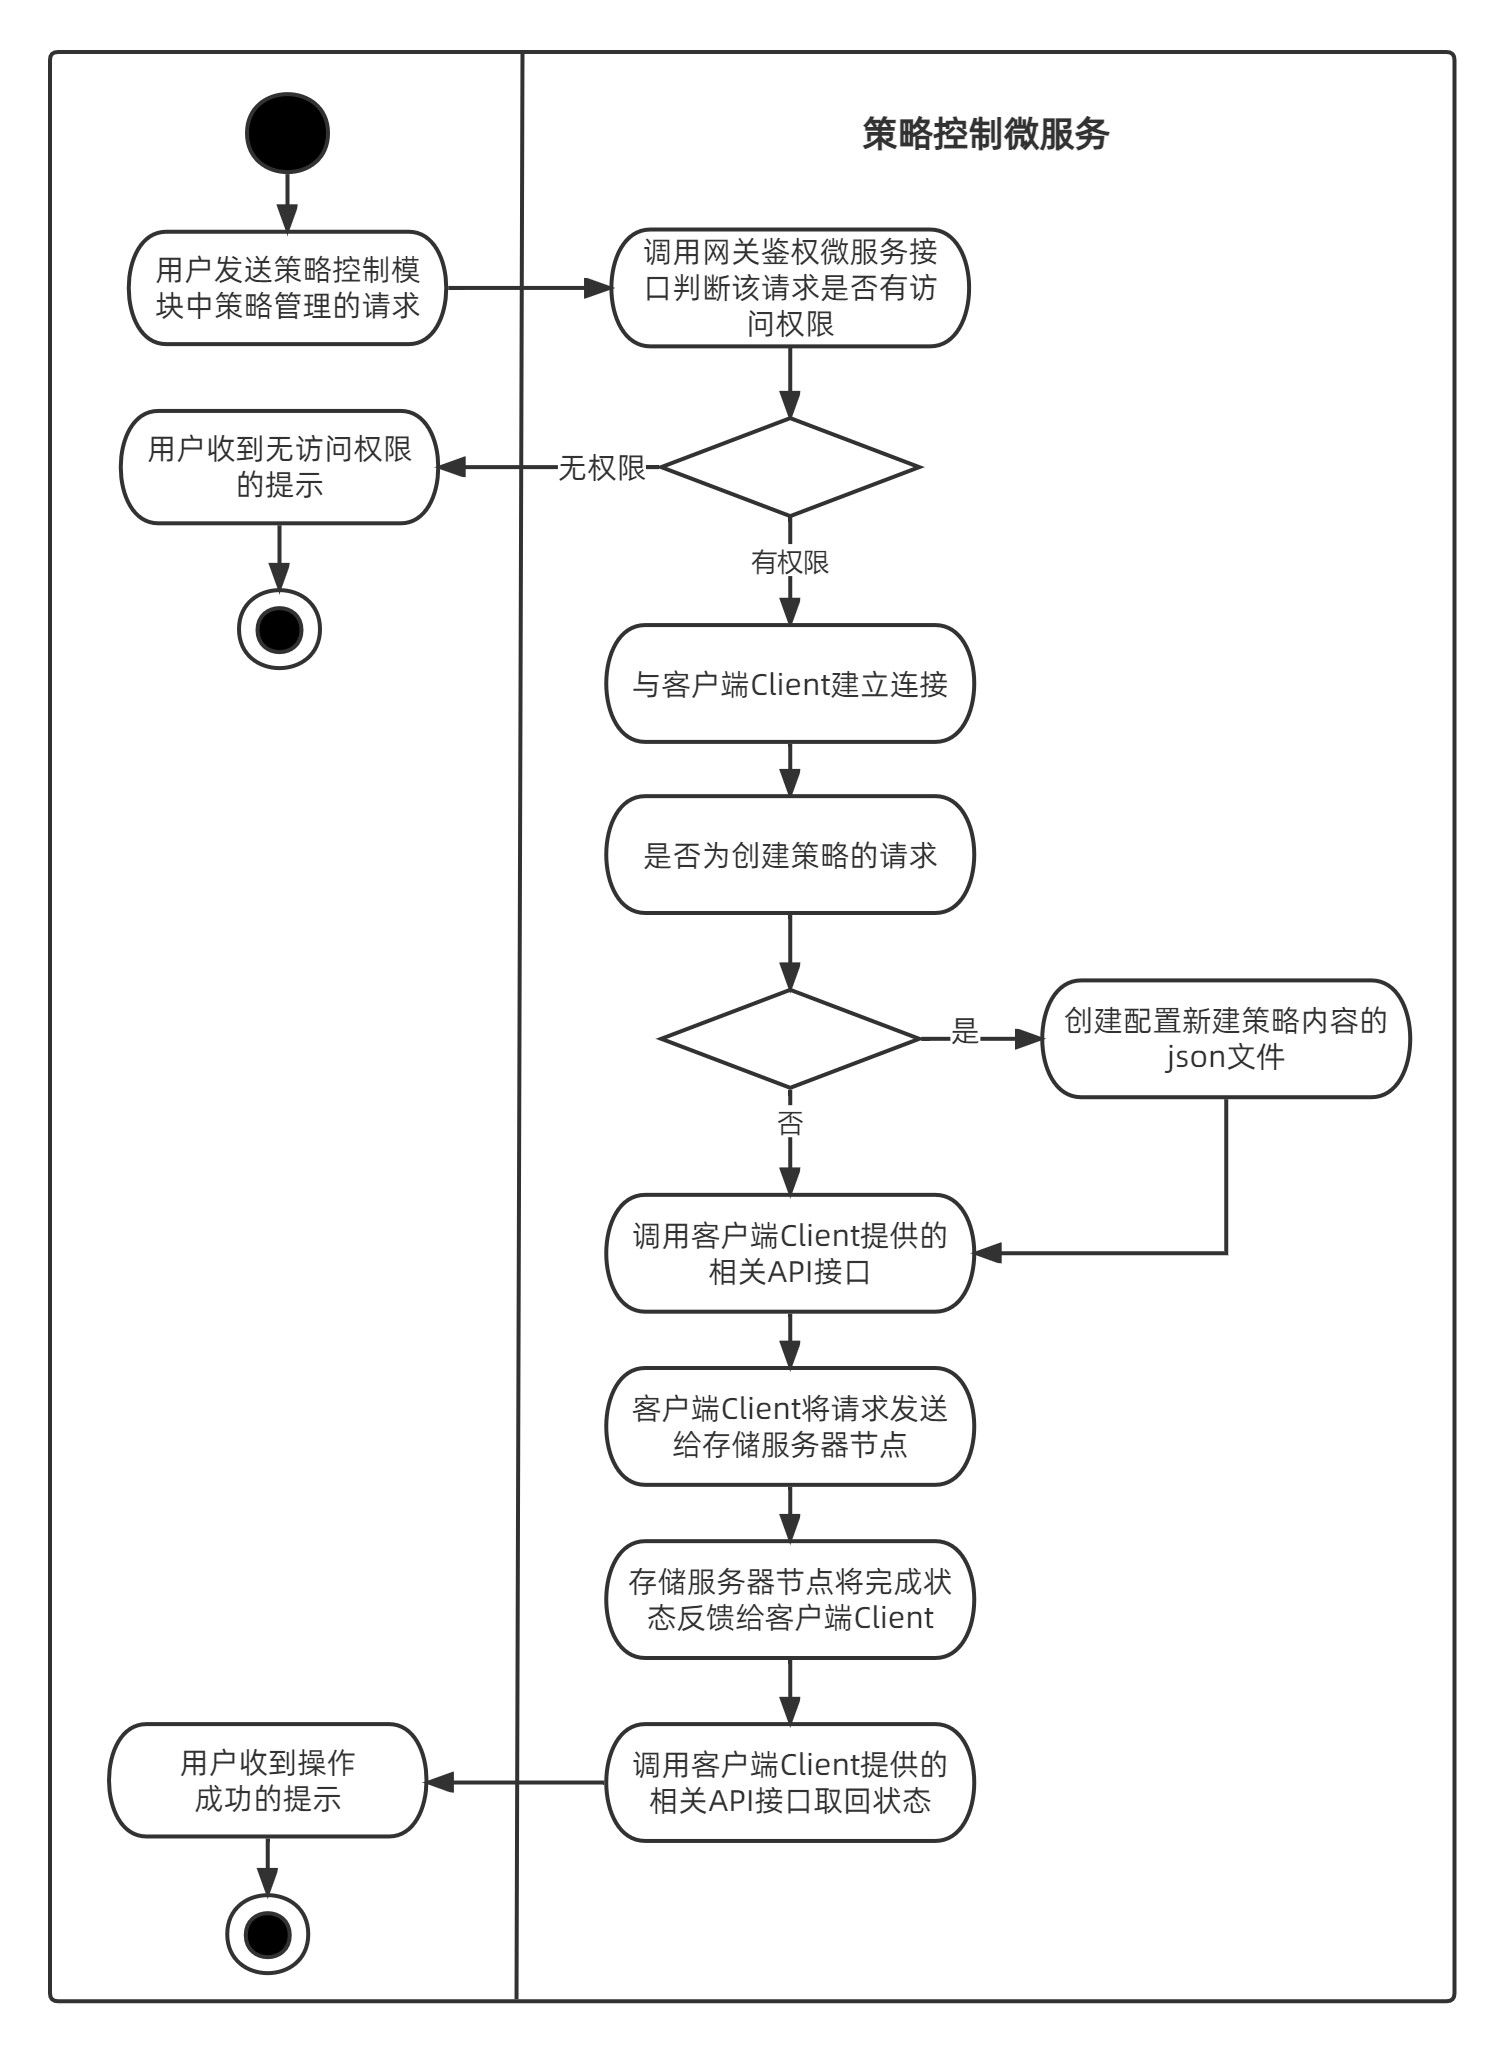 策略控制微服务
用户发送策略控制模
块中策略管理的请求
调用网关鉴权微服务接
口判断该请求是否有访
问权限
用户收到无访问权限
的提示
无权限
有权限
与客户端Client建立连接
是否为创建策略的请求
是
创建配置新建策略内容的
json文件
否
调用客户端Client提供的
相关API接口
客户端Client将请求发送
给存储服务器节点
存储服务器节点将完成状
态反馈给客户端Client
用户收到操作
成功的提示
调用客户端Client提供的
相关API接口取回状态